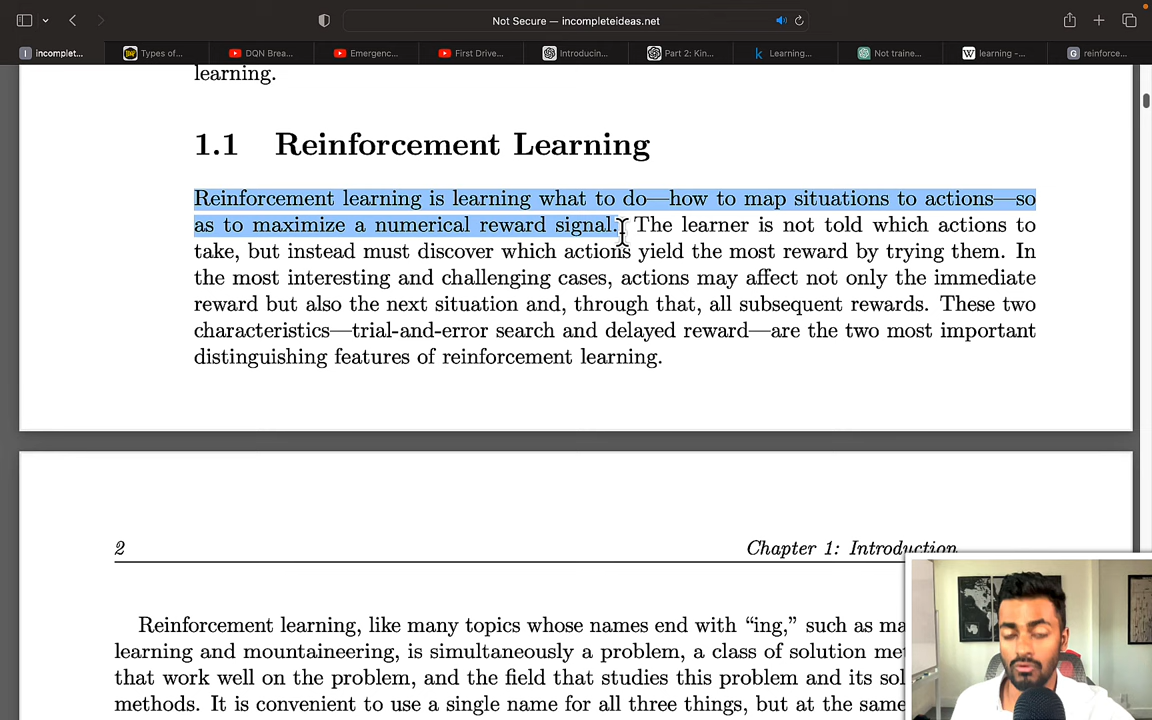 Not Secure — incompleteideas.net
incomplet...
Types of...
DQN Brea...
Emergenc...
First Drive...
Introducin...
Part 2: Kin...
Learning...
Not traine...
learning -...
reinforce...
learning.
1.1 Reinforcement Learning
Reinforcement learning is learning what to do—how to map situations to actions—so
as to maximize a numerical reward signal. The learner is not told which actions to
take, but instead must discover which actions yield the most reward by trying them. In
the most interesting and challenging cases, actions may affect not only the immediate
reward but also the next situation and, through that, all subsequent rewards. These two
characteristics—trial-and-error search and delayed reward—are the two most important
distinguishing features of reinforcement learning.
2 Chapter 1: Introduction
Reinforcement learning, like many topics whose names end with “ing,” such as ma
learning and mountaineering, is simultaneously a problem, a class of solution met
that work well on the problem, and the field that studies this problem and its sol
methods. It is convenient to use a single name for all three things, but at the same